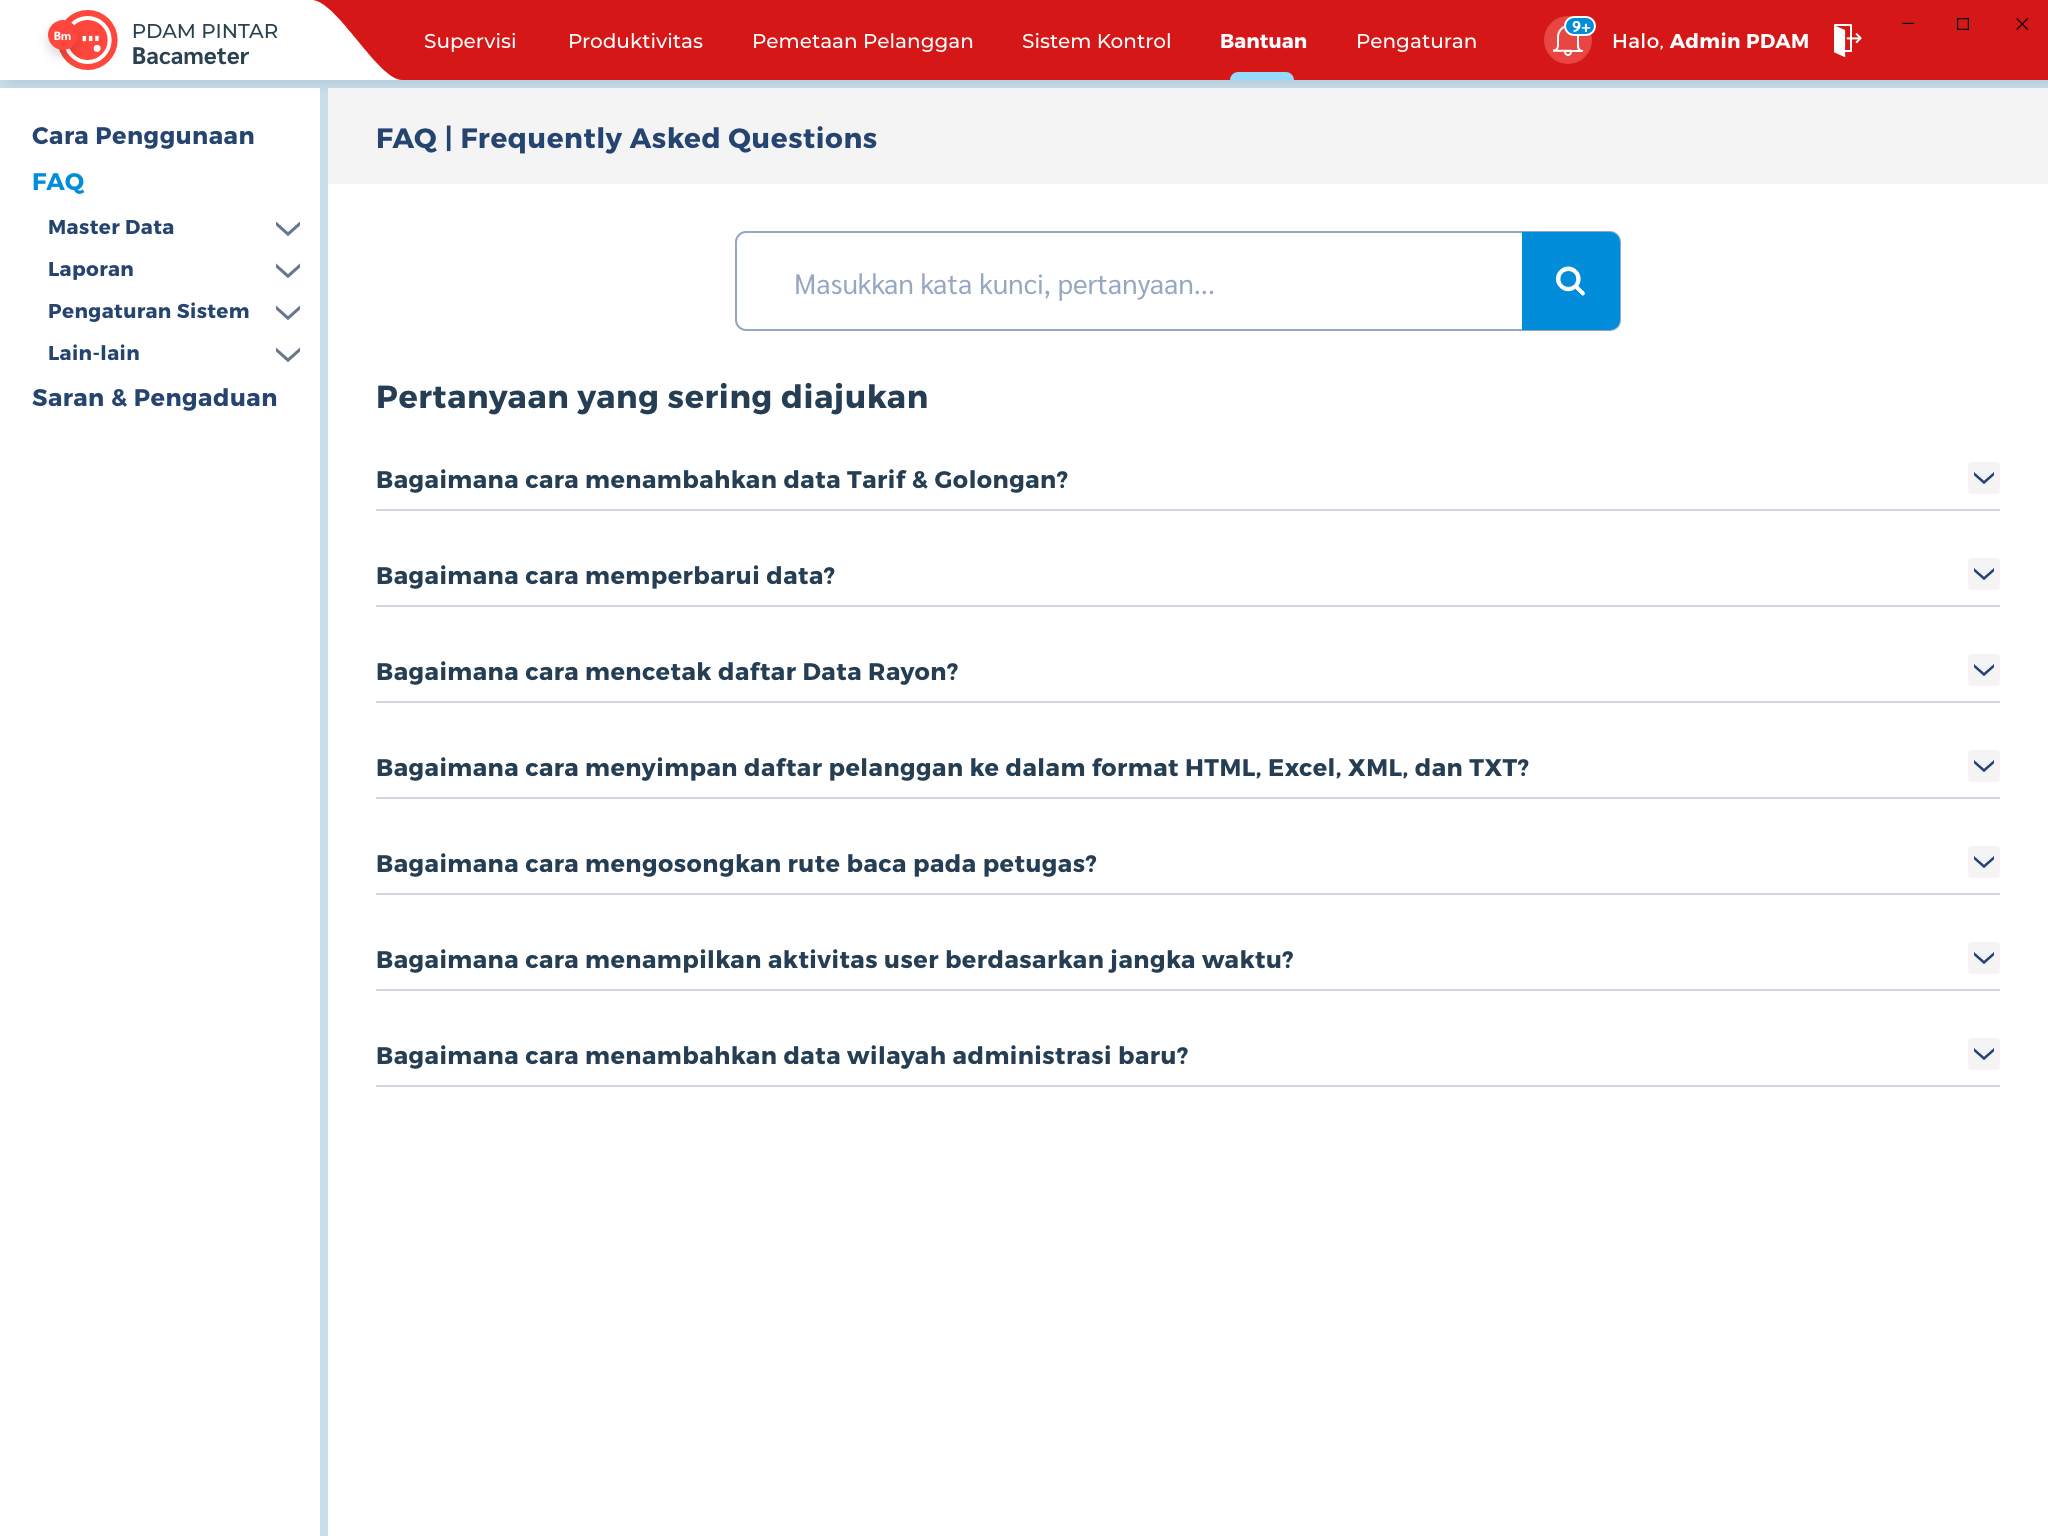 Bm
PDAM PINTAR
Bacameter
Supervisi
Produktivitas
Pemetaan Pelanggan
Sistem Kontrol
Bantuan
Pengaturan
9+
Halo, Admin PDAM
Cara Penggunaan
FAQ
Master Data
Laporan
Pengaturan Sistem
Lain-lain
Saran & Pengaduan
FAQ | Frequently Asked Questions
Masukkan kata kunci, pertanyaan...
Pertanyaan yang sering diajukan
Bagaimana cara menambahkan data Tarif & Golongan?
Bagaimana cara memperbarui data?
Bagaimana cara mencetak daftar Data Rayon?
Bagaimana cara menyimpan daftar pelanggan ke dalam format HTML, Excel, XML, dan TXT?
Bagaimana cara mengosongkan rute baca pada petugas?
Bagaimana cara menampilkan aktivitas user berdasarkan jangka waktu?
Bagaimana cara menambahkan data wilayah administrasi baru?